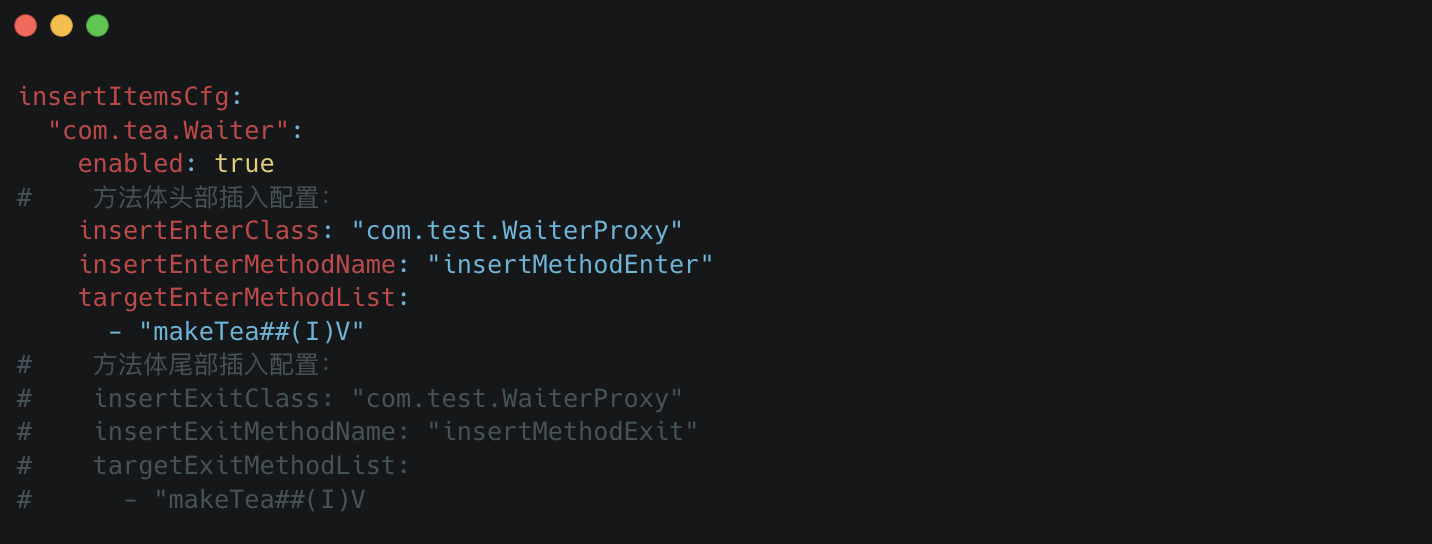 insertItemsCfg:
  "com.tea.Waiter":
    enabled: true
#    方法体头部插入配置:
    insertEnterClass: "com.test.WaiterProxy"
    insertEnterMethodName: "insertMethodEnter"
    targetEnterMethodList:
      - "makeTea##(I)V"
#    方法体尾部插入配置:
#    insertExitClass: "com.test.WaiterProxy"
#    insertExitMethodName: "insertMethodExit"
#    targetExitMethodList:
#      - "makeTea##(I)V